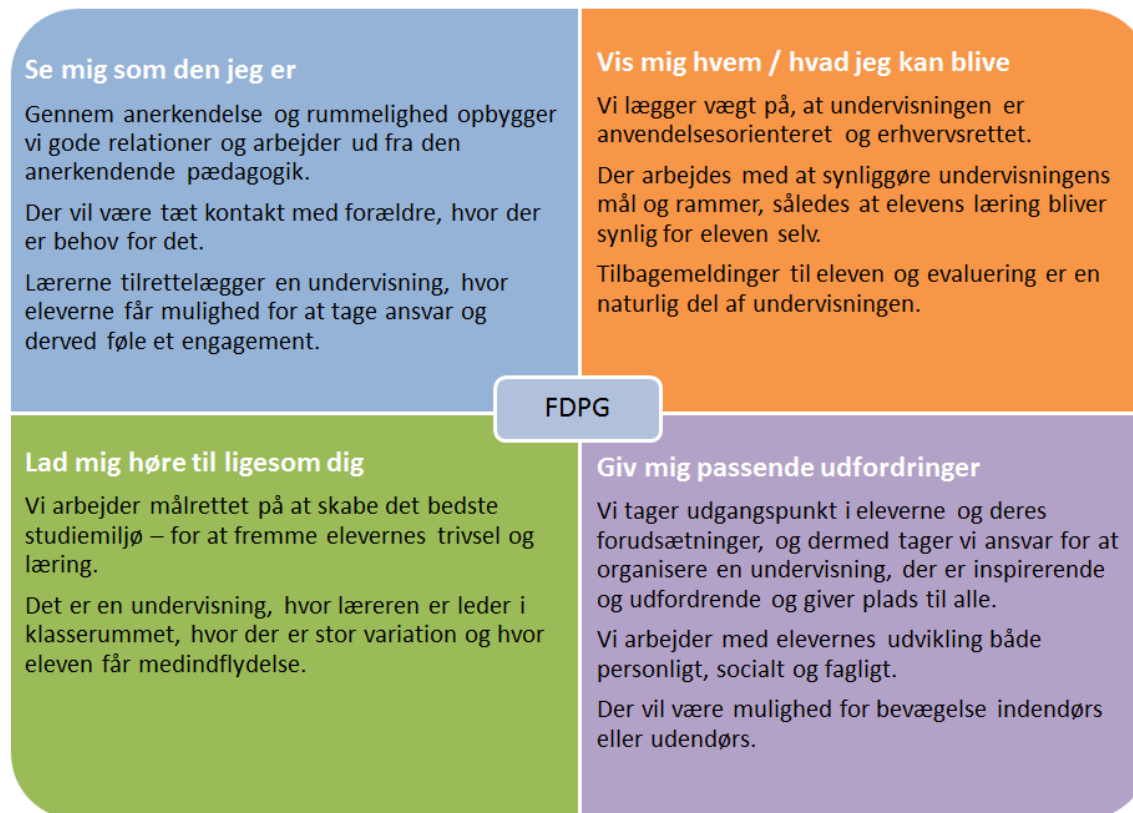 Se mig som den jeg er
Gennem anerkendelse og rummelighed opbygger
vi gode relationer og arbejder ud fra den
anerkendende pædagogik.
Der vil være tæt kontakt med forældre, hvor der
er behov for det.
Lærerne tilrettelægger en undervisning, hvor
eleverne får mulighed for at tage ansvar og
derved føle et engagement.
Vis mig hvem / hvad jeg kan blive
Vi lægger vægt på, at undervisningen er
anvendelsesorienteret og erhvervsrettet.
Der arbejdes med at synliggøre undervisningens
mål og rammer, således at elevens læring bliver
synlig for eleven selv.
Tilbagemeldinger til eleven og evaluering er en
naturlig del af undervisningen.
FDPG
Lad mig høre til ligesom dig
Vi arbejder målrettet på at skabe det bedste
studiemiljø – for at fremme elevernes trivsel og
læring.
Det er en undervisning, hvor læreren er leder i
klasserummet, hvor der er stor variation og hvor
eleven får medindflydelse.
Giv mig passende udfordringer
Vi tager udgangspunkt i eleverne og deres
forudsætninger, og dermed tager vi ansvar for at
organisere en undervisning, der er inspirerende
og udfordrende og giver plads til alle.
Vi arbejder med elevernes udvikling både
personligt, socialt og fagligt.
Der vil være mulighed for bevægelse indendørs
eller udendørs.